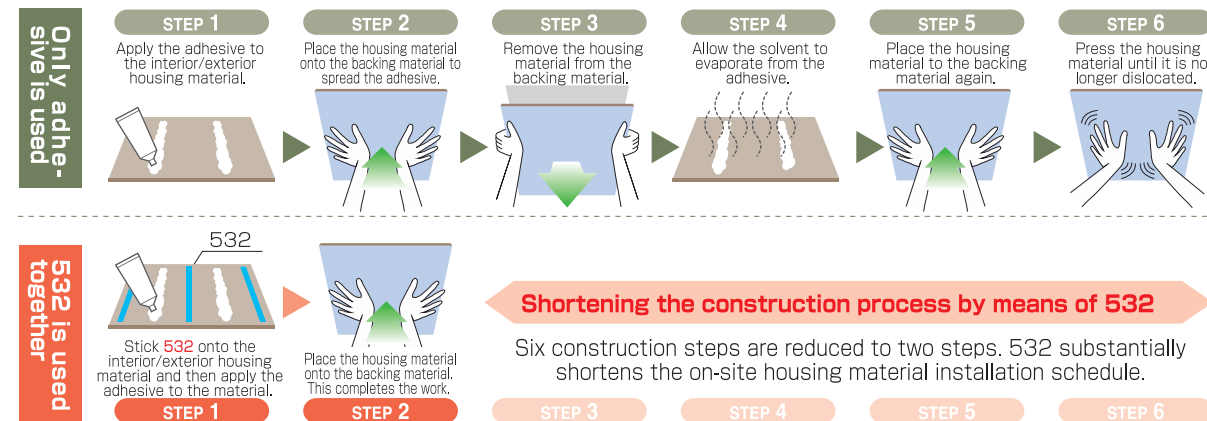 Only adhe-
sive is used
STEP 1
Apply the adhesive to
the interior/exterior
housing material.
STEP 2
Place the housing material
onto the backing material to
spread the adhesive.
STEP 3
Remove the housing
material from the
backing material.
STEP 4
Allow the solvent to
evaporate from the
adhesive.
STEP 5
Place the housing
material to the backing
material again.
STEP 6
Press the housing
material until it is no
longer dislocated.
532 is used
together
532
Stick 532 onto the
interior/exterior housing
material and then apply the
adhesive to the material.
STEP 1
Place the housing material
onto the backing material.
This completes the work.
STEP 2
Shortening the construction process by means of 532
Six construction steps are reduced to two steps. 532 substantially
shortens the on-site housing material installation schedule.
STEP 3
STEP 4
STEP 5
STEP 6